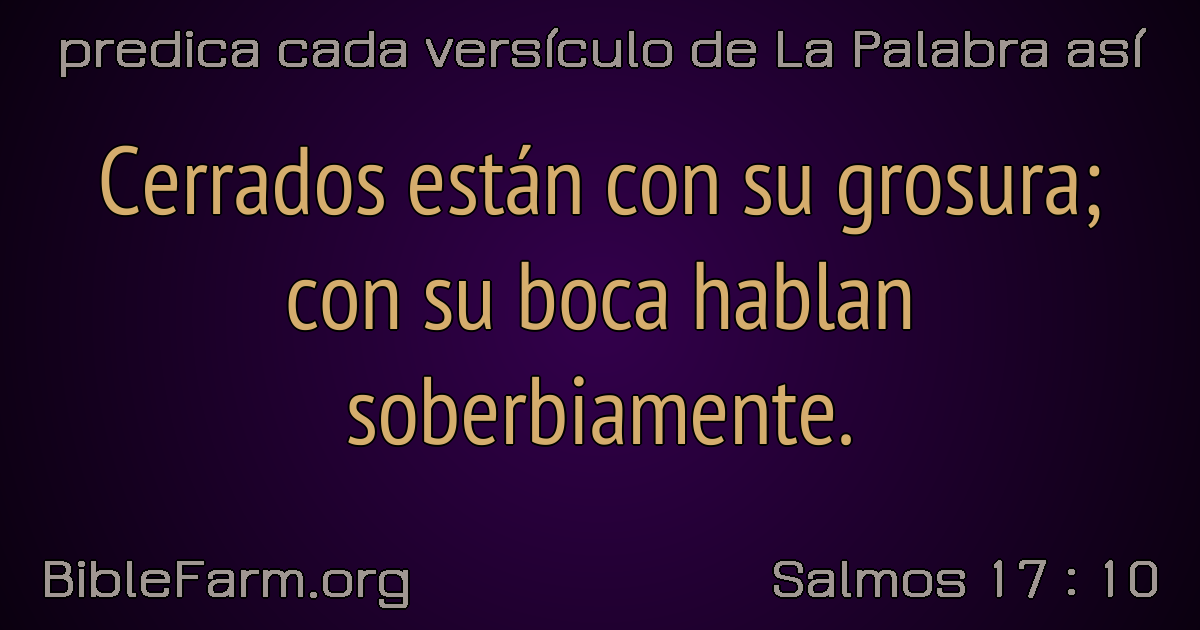 predica cada versículo de La Palabra así
Cerrados están con su grosura;
con su boca hablan
soberbiamente.
BibleFarm.org
Salmos 17 : 10